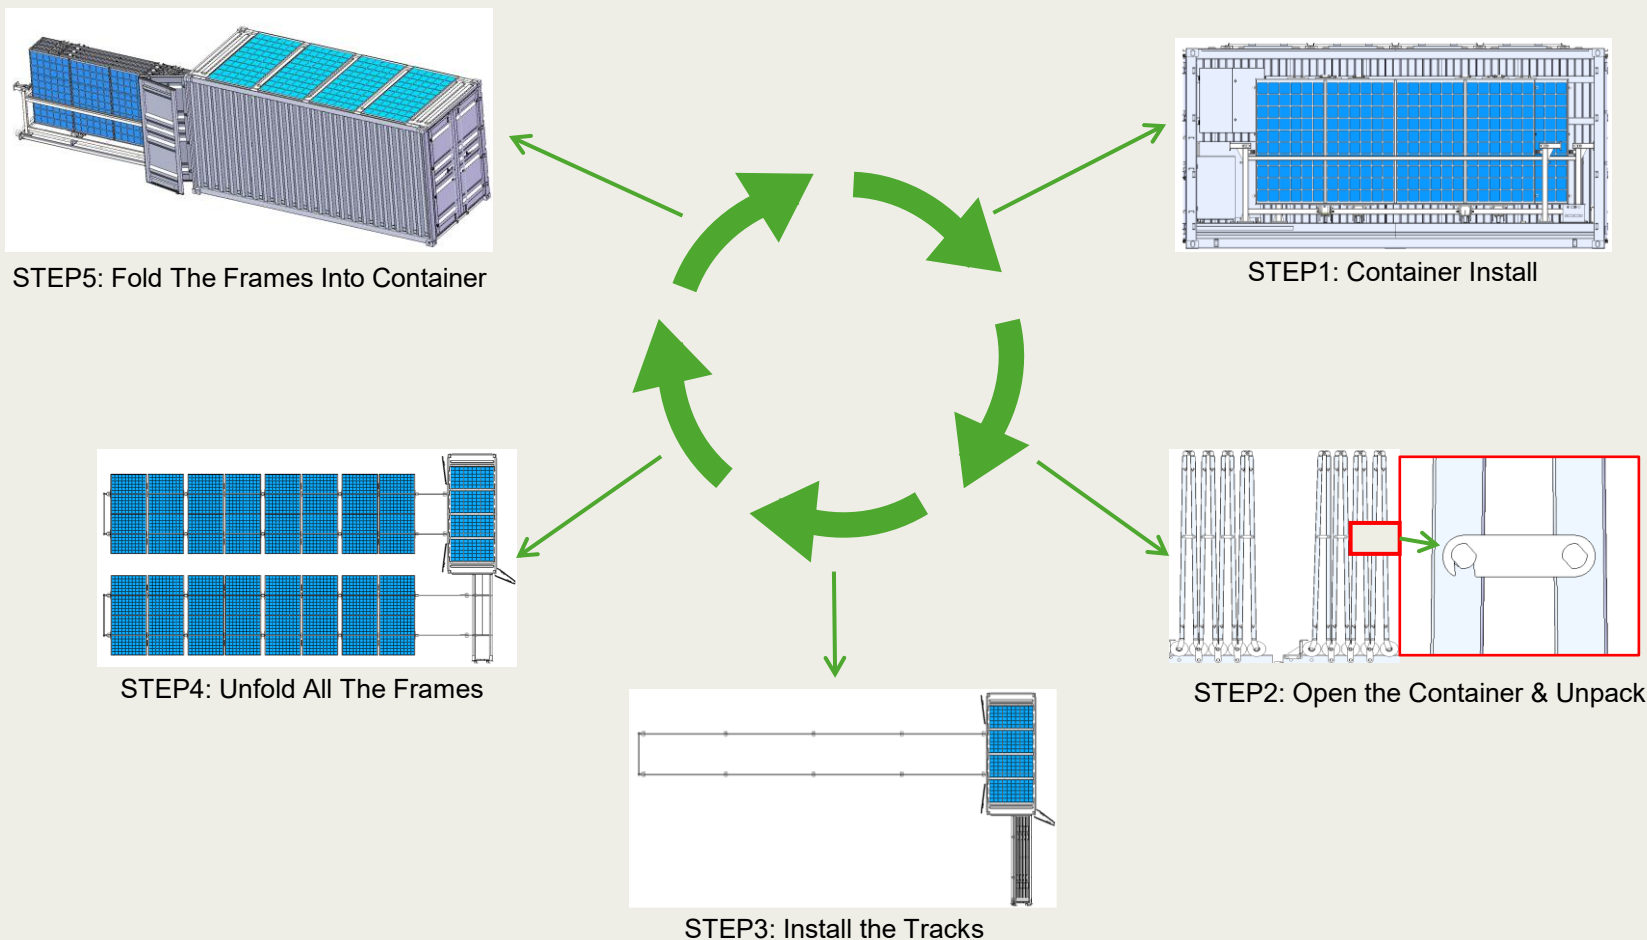 STEP5: Fold The Frames Into Container
STEP1: Container Install
STEP4: Unfold All The Frames
STEP2: Open the Container & Unpack
STEP3: Install the Tracks